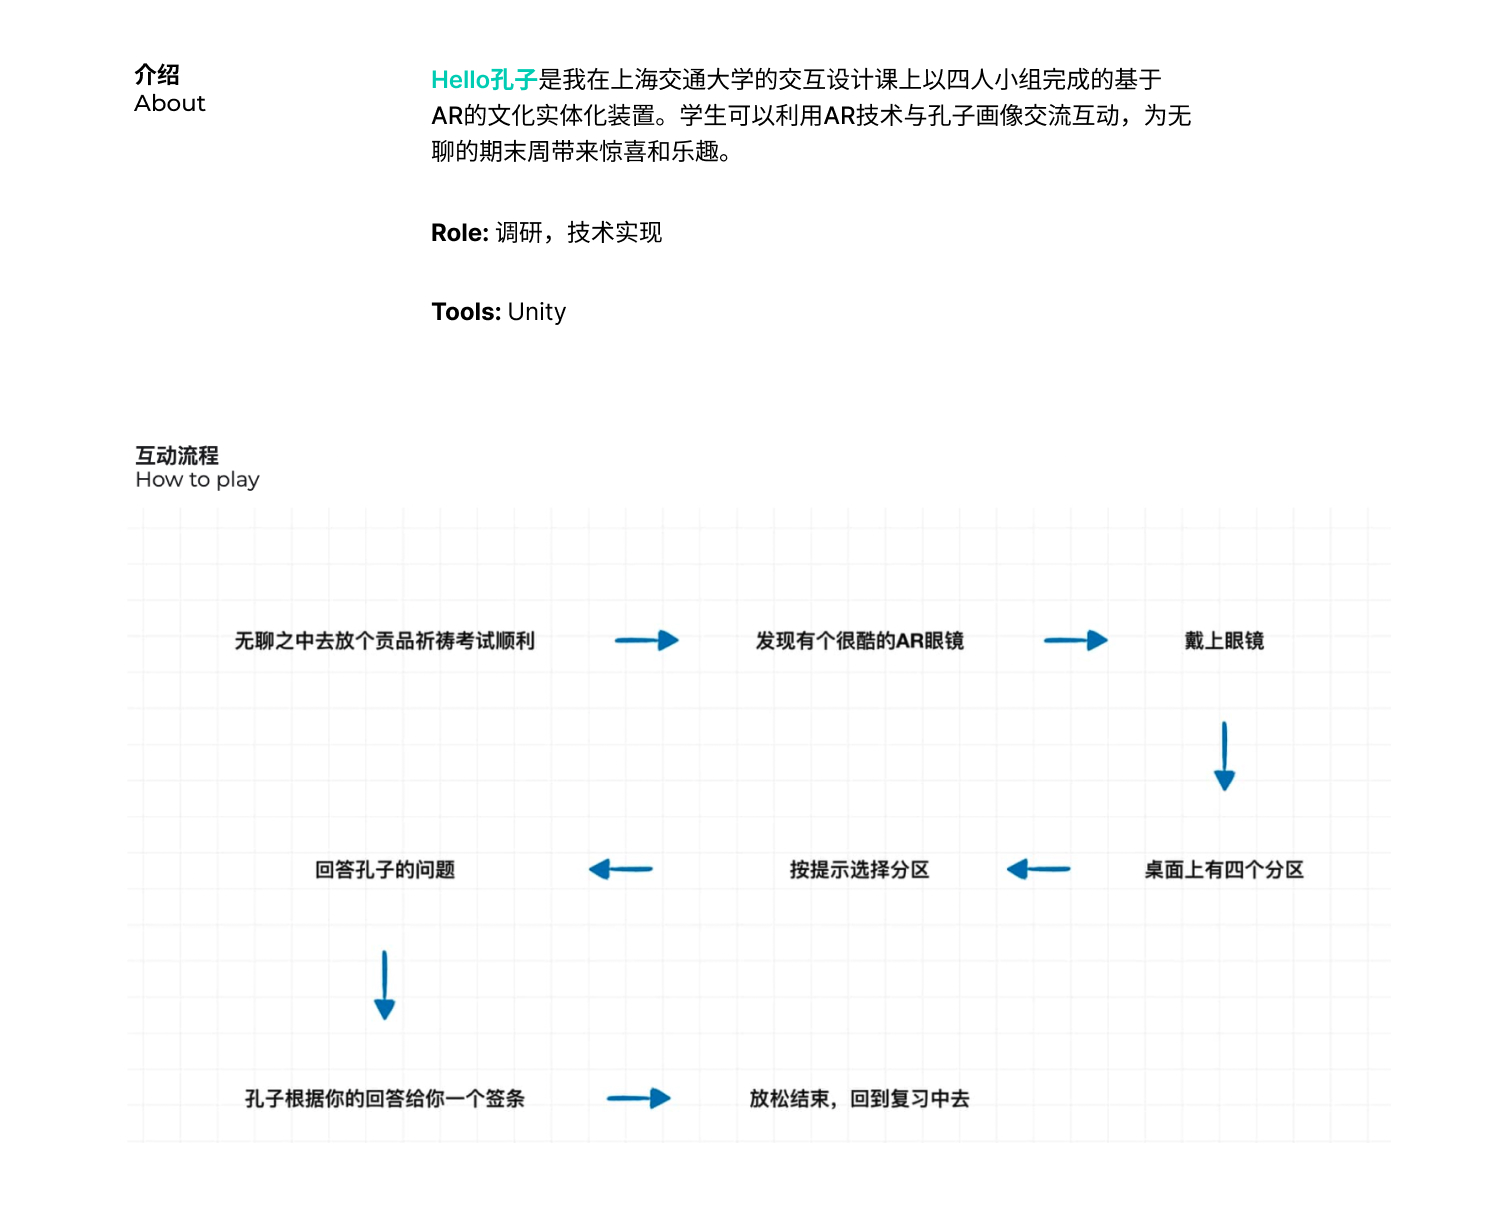 介绍
About
Hello孔子是我在上海交通大学的交互设计课上以四人小组完成的基于
AR的文化实体化装置。学生可以利用AR技术与孔子画像交流互动，为无
聊的期末周带来惊喜和乐趣。
Role: 调研，技术实现
Tools: Unity
互动流程
How to play
无聊之中去放个贡品祈祷考试顺利
发现有个很酷的AR眼镜
戴上眼镜
桌面上有四个分区
按提示选择分区
回答孔子的问题
孔子根据你的回答给你一个签条
放松结束，回到复习中去